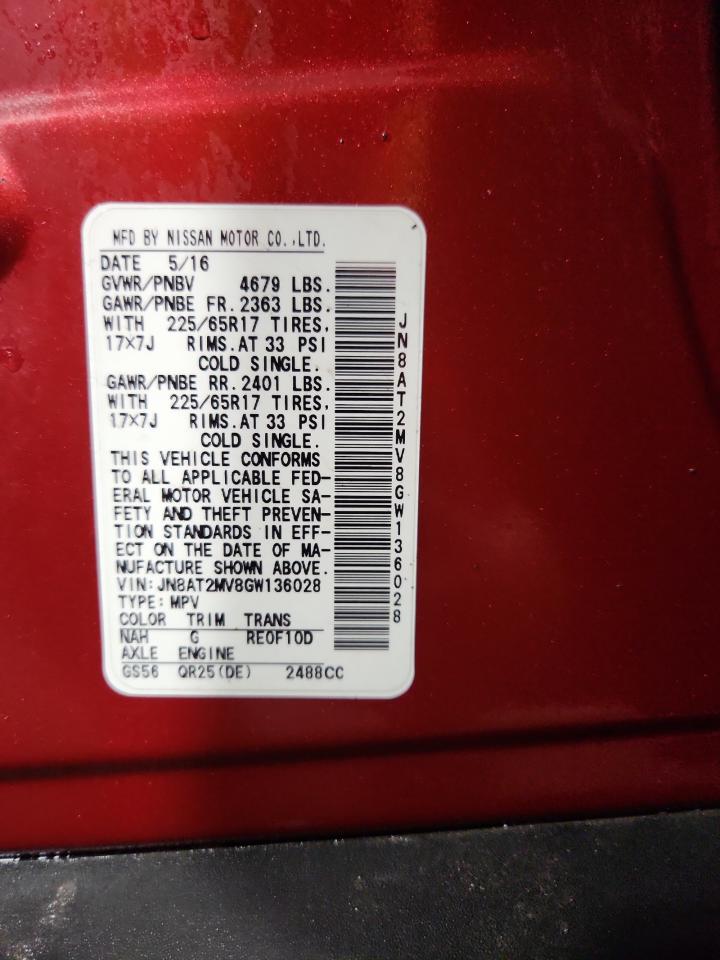 MFD BY NISSAN MOTOR CO.,LTD.
DATE 5/16
GVWR/PNBV 4679 LBS.
GAWR/PNBE FR. 2363 LBS.
WITH 225/65R17 TIRES,
17×7J RIMS. AT 33 PSI
COLD SINGLE.
GAWR/PNBE RR. 2401 LBS.
WITH 225/65R17 TIRES,
17×7J RIMS. AT 33 PSI
COLD SINGLE.
THIS VEHICLE CONFORMS
TO ALL APPLICABLE FED-
ERAL MOTOR VEHICLE SA-
FETY AND THEFT PREVEN-
TION STANDARDS IN EFF-
ECT ON THE DATE OF MA-
NUFACTURE SHOWN ABOVE.
VIN:JN8AT2MV8GW136028
TYPE:MPV
COLOR TRIM TRANS
NAH G RE0F10D
AXLE ENGINE
GS56 QR25(DE) 2488CC
JN8AT2MV8GW136028